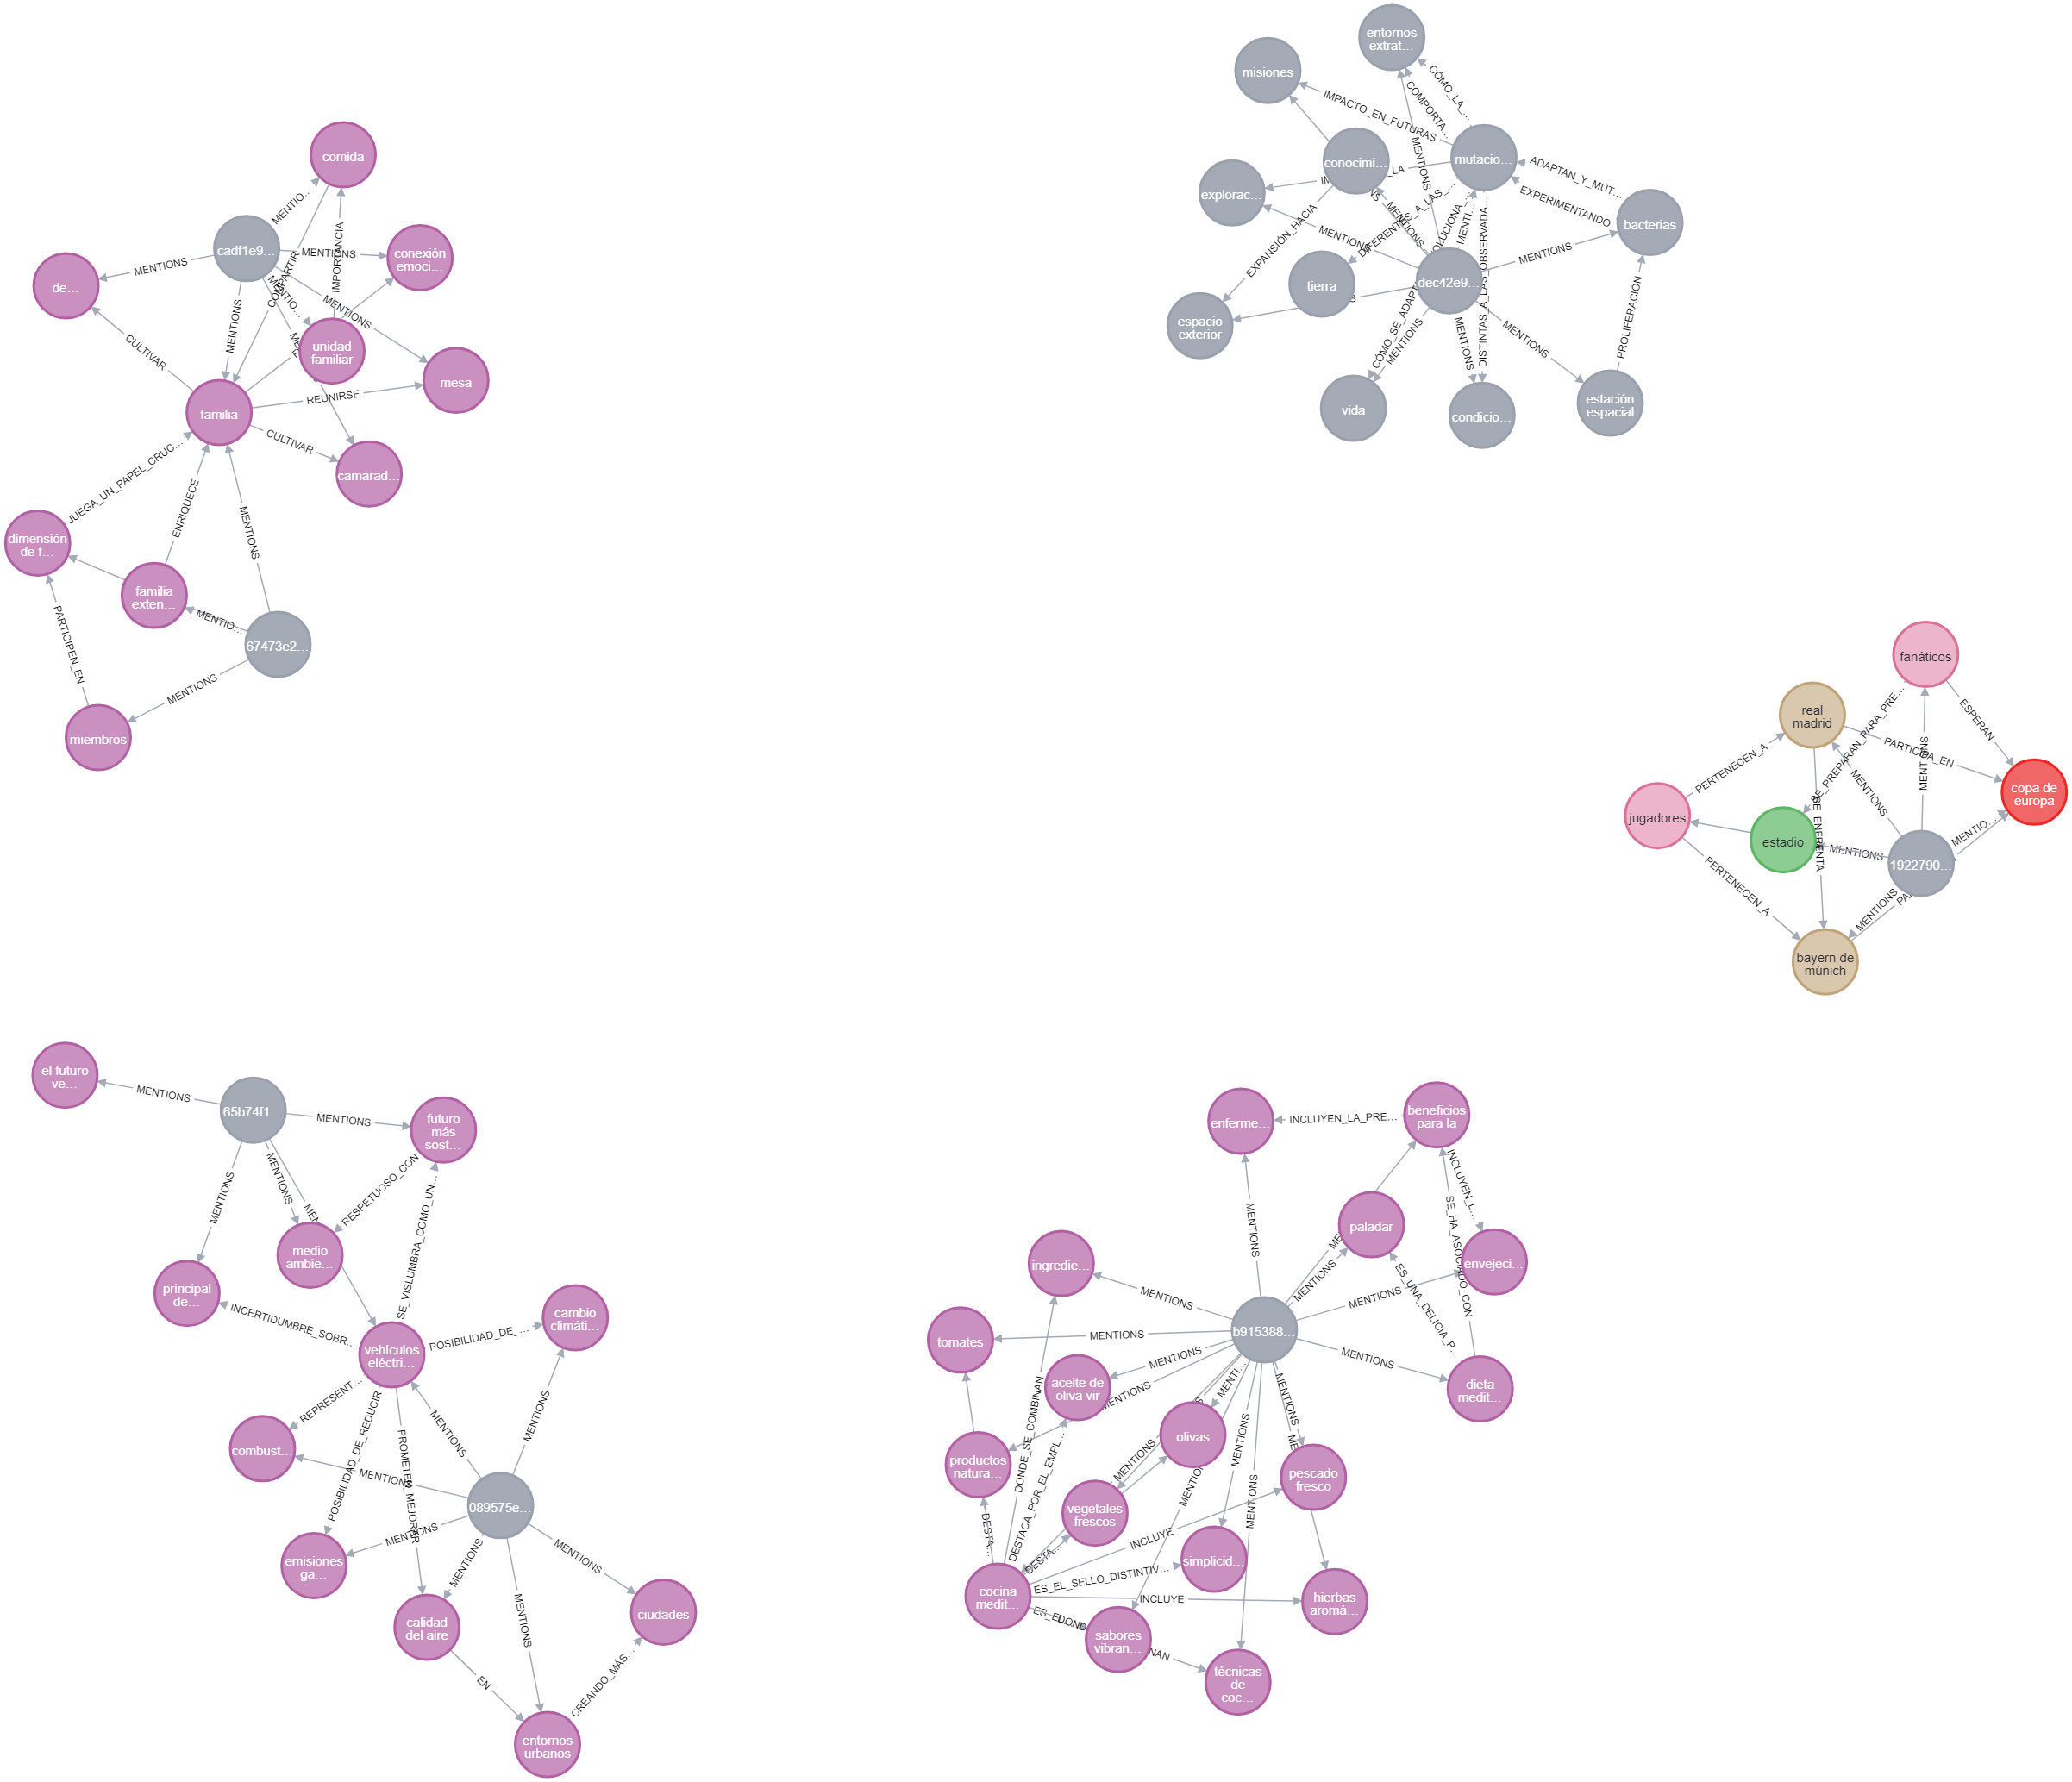 comida
MENTIO...
cadf1e9...
MENTIONS
conexión
emoci...
IMPORTANCIA
MENTIONS
de...
MENTIO...
MENTIONS
MENTIONS
unidad
familiar
CULTIVAR
mesa
REUNIRSE
familia
CULTIVAR
camarad...
JUEGA_UN_PAPEL_CRUC...
ENRIQUECE
MENTIONS
dimensión
de f...
familia
exten...
MENTIO...
67473e2...
PARTICIPEN_EN
MENTIONS
miembros
entornos
extrat...
misiones
CÓMO_LA_...
COMPORTA...
IMPACTO_EN_FUTURAS
MENTIONS
conocimi...
mutacio...
ADAPTAN_Y_MUT...
EXPERIMENTANDO
explorac...
bacterias
MENTIONS
DIFERENTES_A_LAS_...
MENTI...
DISTINTAS_A_LAS_OBSERVADA...
EXPANSIÓN_HACIA
MENTIONS
MENTIONS
tierra
dec42e9...
espacio
exterior
PROLIFERACIÓN
CÓMO_SE_ADAPT
MENTIONS
MENTIONS
MENTIONS
vida
condicio...
estación
espacial
fanáticos
real
madrid
ESPERAN
SE_PREPARAN_PARA_PRE...
MENTIONS
PARTICIPA_EN
PERTENECEN_A
MENTIONS
copa de
europa
jugadores
SE_ENFRENTA
estadio
MENTIONS
MENTIO...
1922790...
PERTENECEN_A
MENTIONS
bayern de
múnich
el futuro
ve...
MENTIONS
65b74f1...
MENTIONS
futuro
más
sost...
MENTIONS
MENTIONS
RESPETUOSO_CON
SE_VISLUMBRA_COMO_UN...
medio
ambie...
principal
de...
INCERTIDUMBRE_SOBR...
cambio
climáti...
POSIBILIDAD_DE_...
vehículos
eléctri...
REPRESENT...
MENTIONS
MENTIONS
combust...
POSIBILIDAD_DE_REDUCIR
PROMETEN_MEJORAR
MENTIONS
089575e...
MENTIONS
MENTIONS
MENTIONS
emisiones
ga...
MENTIONS
calidad
del aire
ciudades
EN
CREANDO_MÁS...
entornos
urbanos
enferme...
INCLUYEN_LA_PRE...
beneficios
para la
INCLUYEN_L...
MENTIONS
SE_HA_ASOCIADO_CON
paladar
ingredie...
MENTIONS
envejeci...
ES_UNA_DELICIA_P...
MENTIONS
MENTIONS
b915388...
tomates
MENTIONS
MENTIONS
MENTIONS
aceite de
oliva vir
MENTIONS
MENTI...
MENTIONS
dieta
medit...
DONDE_SE_COMBINAN
olivas
MENTIONS
MENTIONS
productos
natura...
DESTACA_POR_EL_EMPL...
pescado
fresco
vegetales
frescos
MENTIONS
DESTA...
DESTA...
INCLUYE
simplicid...
ES_EL_SELLO_DISTINTIV...
cocina
medit...
INCLUYE
hierbas
aromá...
sabores
vibran...
técnicas
de
coc...